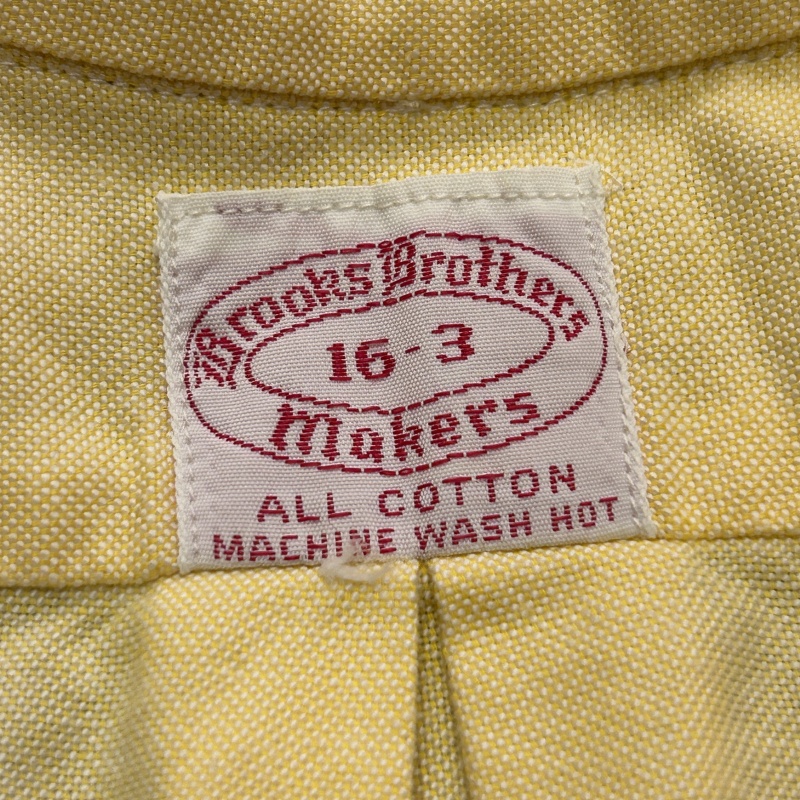 Brooks Brothers
16-3
Makers
ALL COTTON
MACHINE WASH HOT